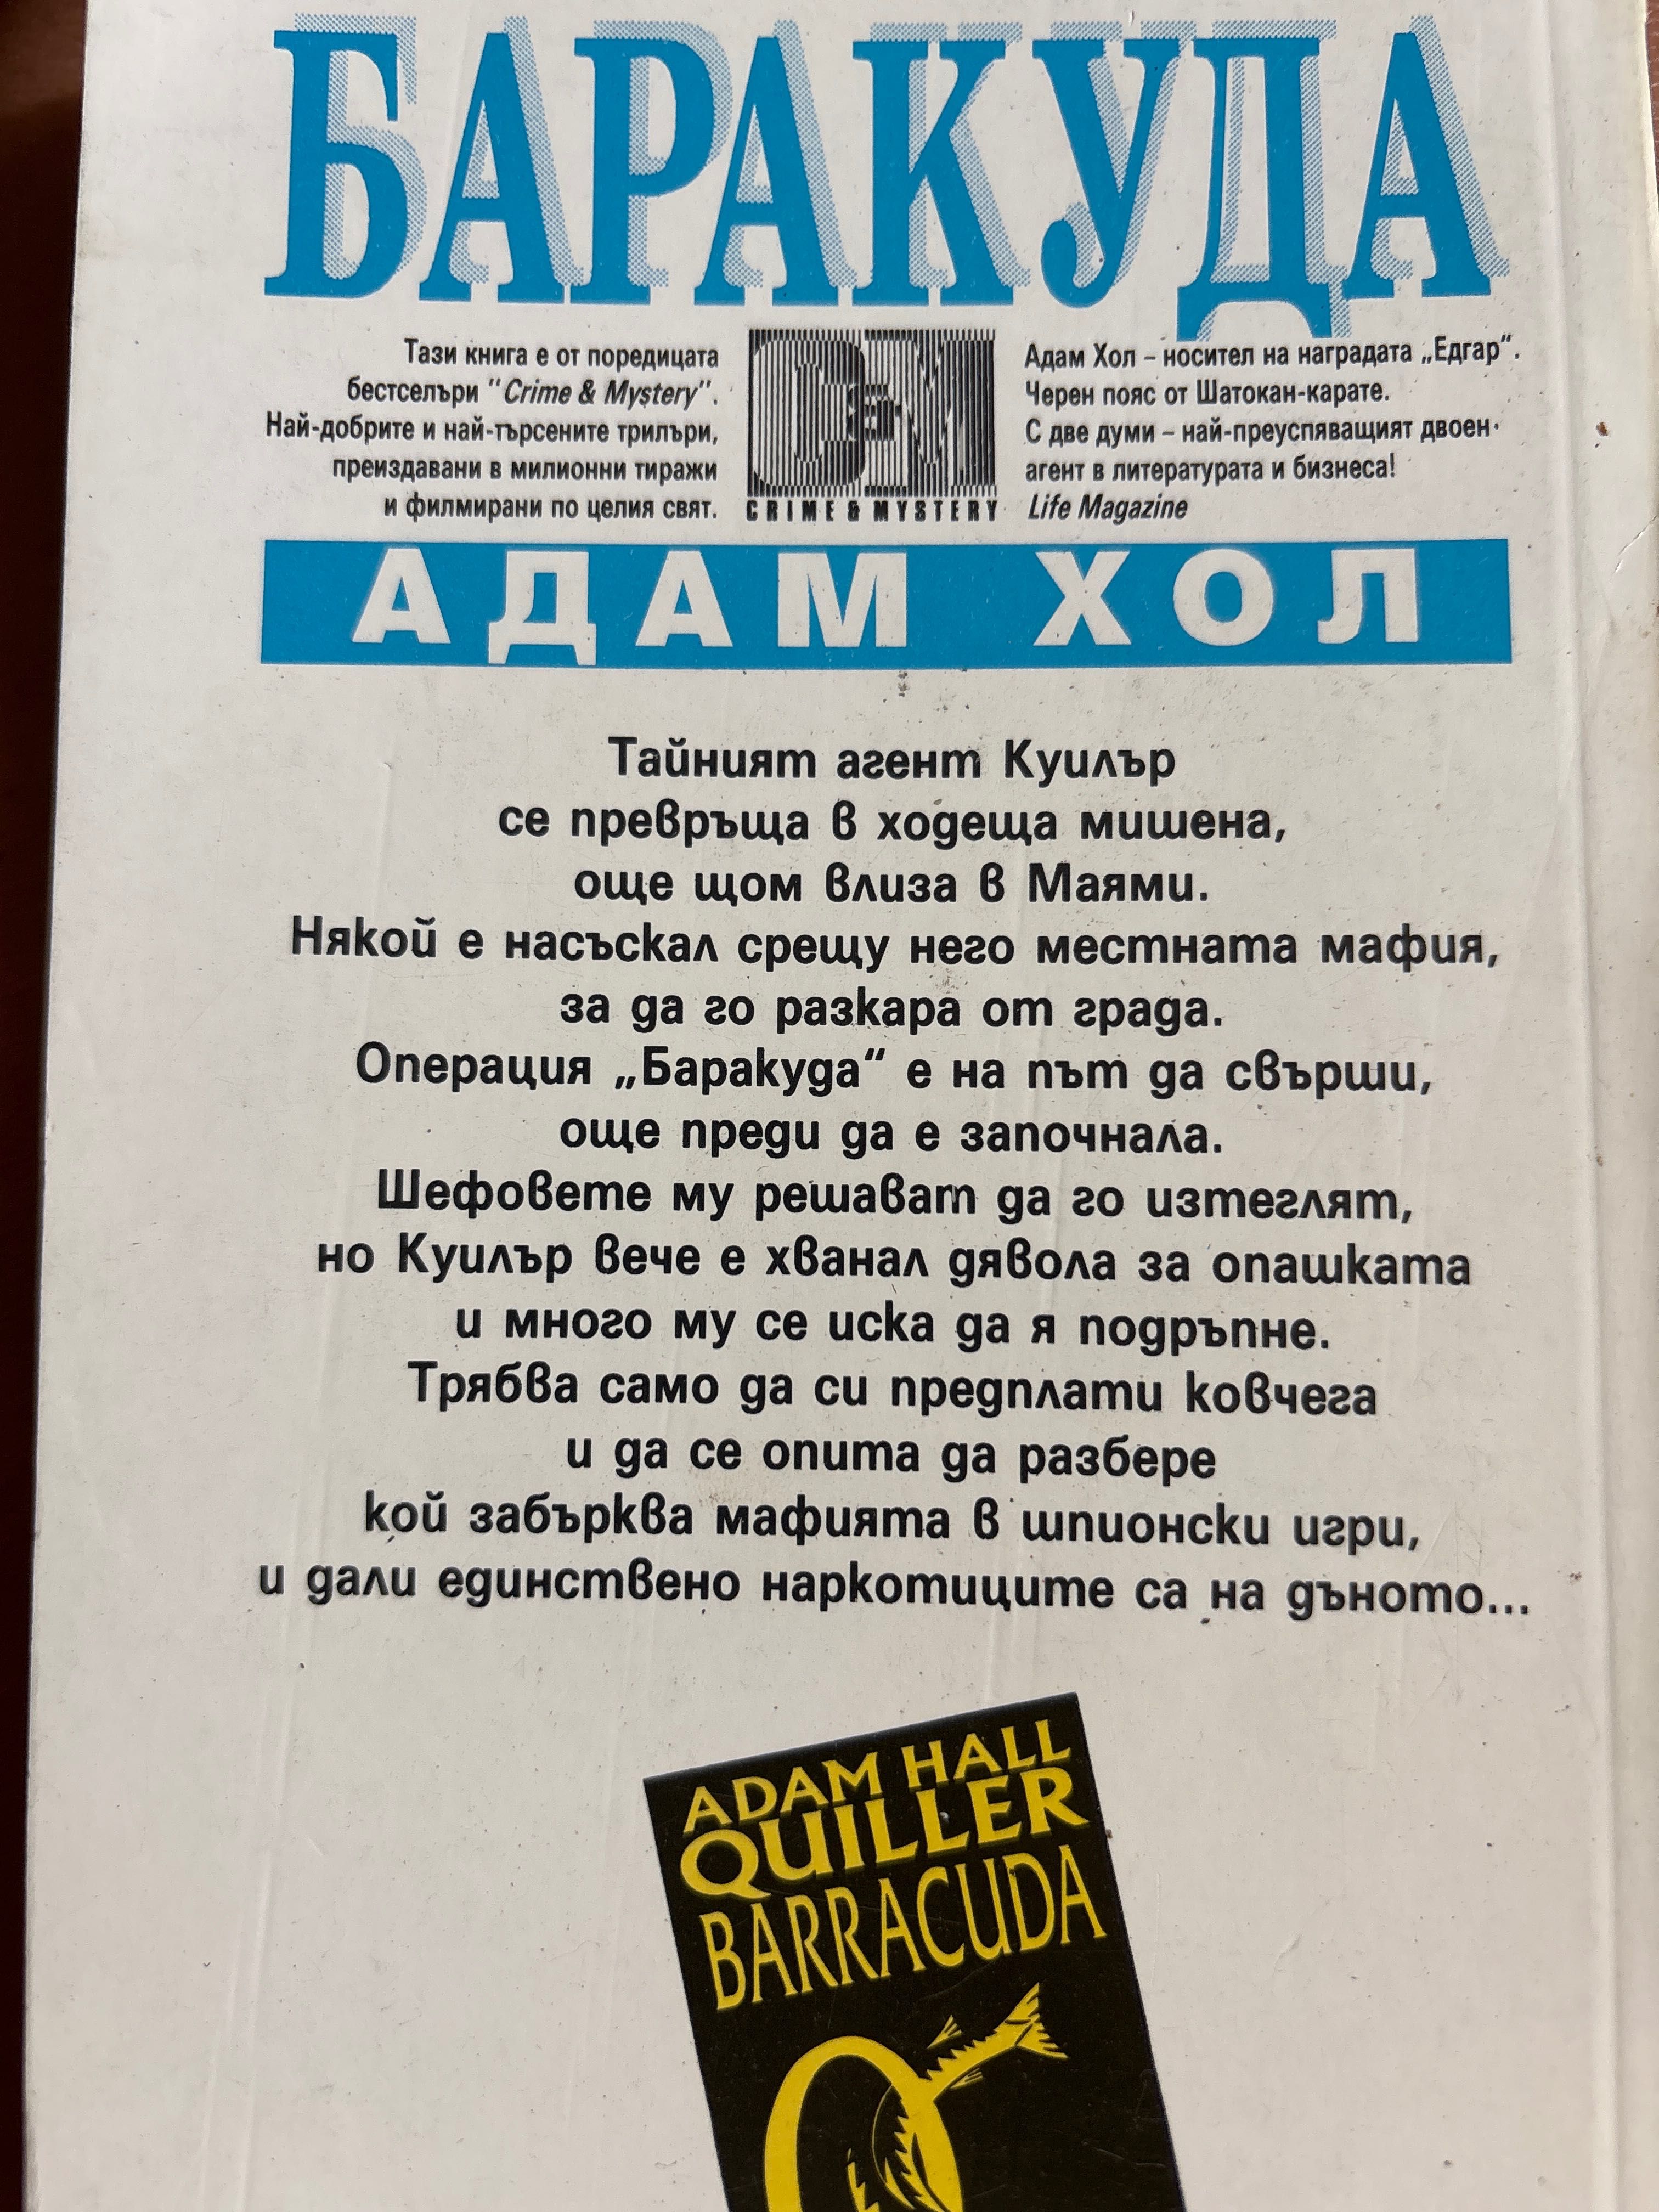 БАРАКУДА
Тази книга е от поредицата
бестселъри "Crime & Mystery".
Най-добрите и най-търсените трилъри,
преиздавани в милионни тиражи
и филмирани по целия свят.
C&M
CRIME & MYSTERY
Адам Хол – носител на наградата „Едгар“.
Черен пояс от Шатокан-карате.
С две думи – най-преуспяващият двоен
агент в литературата и бизнеса!
Life Magazine
АДАМ ХОЛ
Тайният агент Куилър
се превръща в ходеща мишена,
още щом влиза в Маями.
Някой е насъскал срещу него местната мафия,
за да го разкара от града.
Операция „Баракуда“ е на път да свърши,
още преди да е започнала.
Шефовете му решават да го изтеглят,
но Куилър вече е хванал дявола за опашката
и много му се иска да я подръпне.
Трябва само да си предплати ковчега
и да се опита да разбере
кой забърква мафията в шпионски игри,
и дали единствено наркотиците са на дъното...
ADAM HALL
QUILLER
BARRACUDA